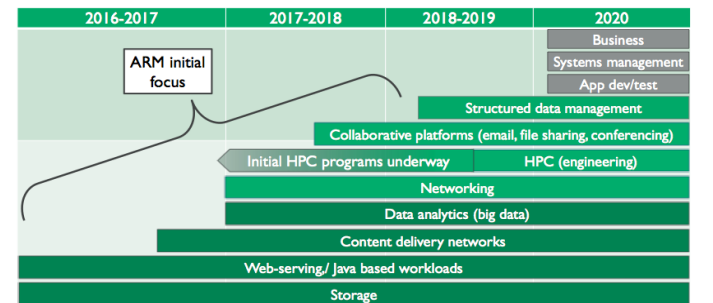 2016-2017 2017-2018 2018-2019 2020
ARM initial
focus
Business
Systems management
App dev/test
Structured data management
Collaborative platforms (email, file sharing, conferencing)
Initial HPC programs underway HPC (engineering)
Networking
Data analytics (big data)
Content delivery networks
Web-serving,/ Java based workloads
Storage